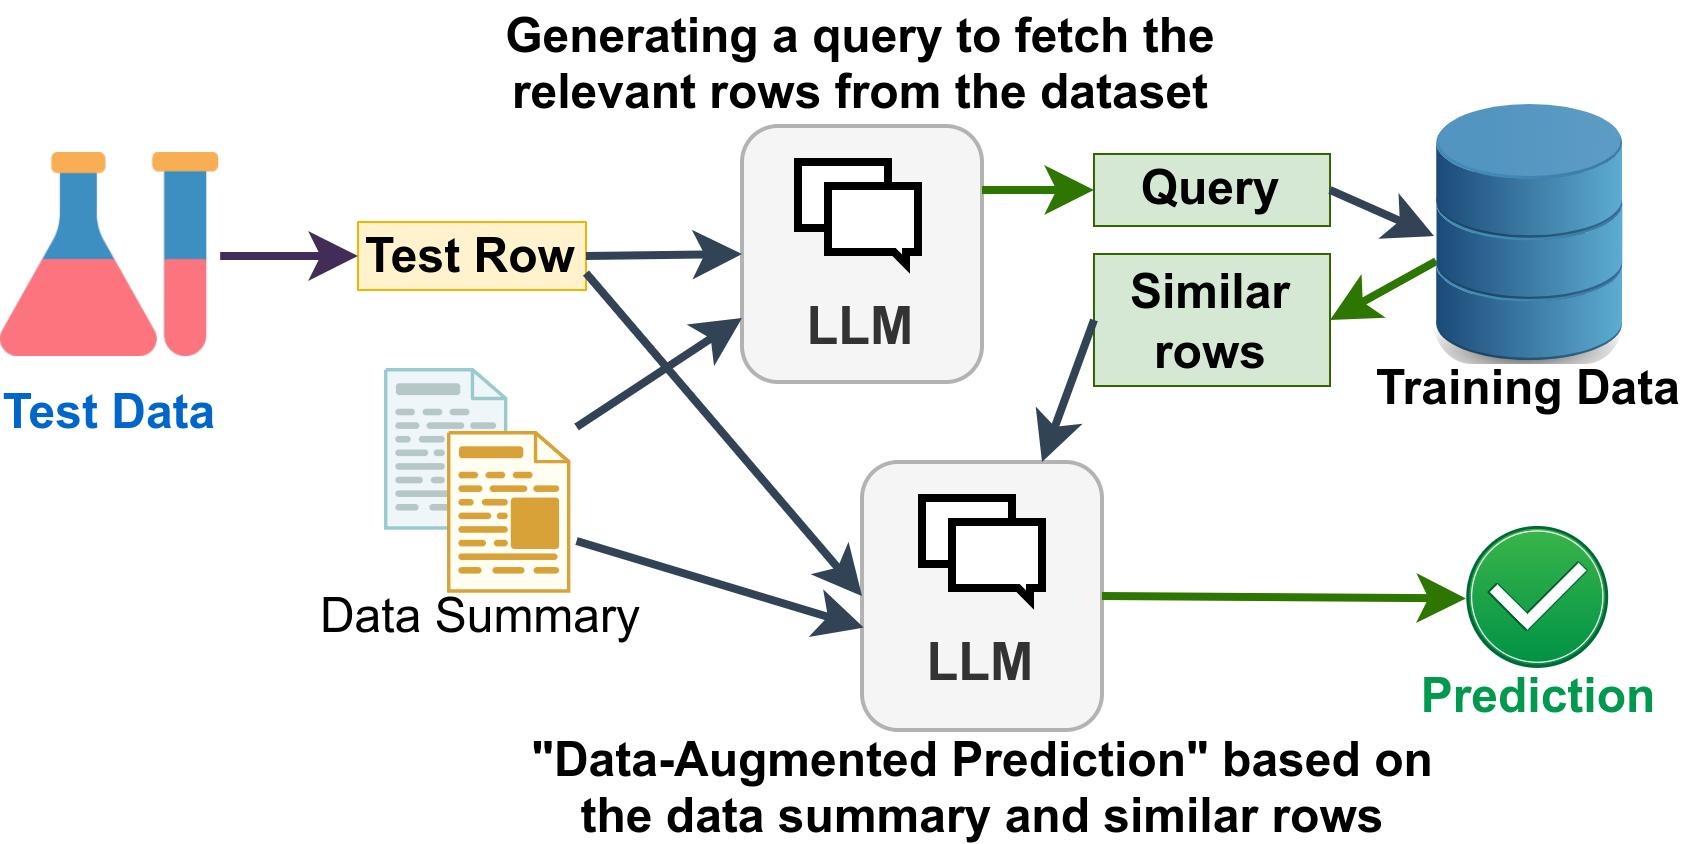 Generating a query to fetch the
relevant rows from the dataset
Test Data
Test Row
Data Summary
LLM
Query
Similar
rows
Training Data
LLM
Prediction
"Data-Augmented Prediction" based on
the data summary and similar rows